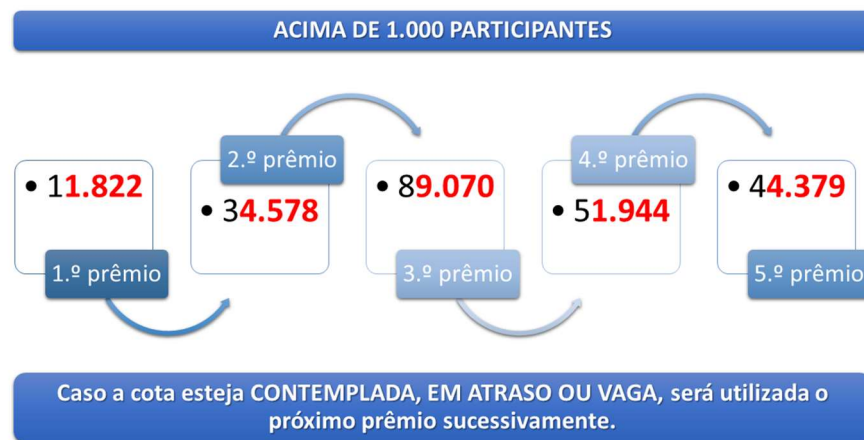 ACIMA DE 1.000 PARTICIPANTES
• 11.822
1.º prêmio
2.º prêmio
• 34.578
• 89.070
3.º prêmio
4.º prêmio
• 51.944
• 44.379
5.º prêmio
Caso a cota esteja CONTEMPLADA, EM ATRASO OU VAGA, será utilizada o
próximo prêmio sucessivamente.